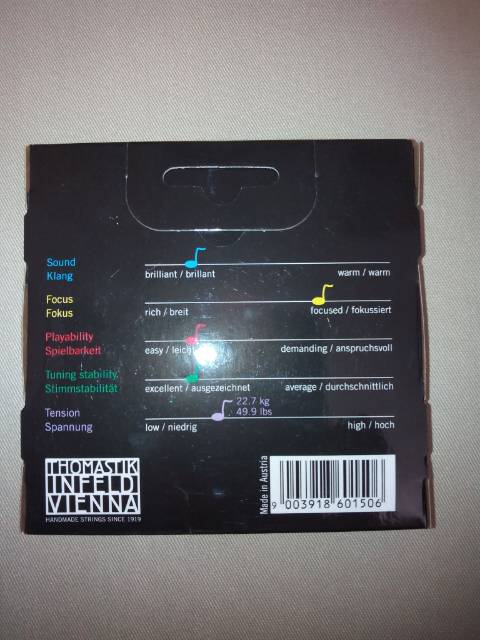 Sound
Klang
brilliant / brillant warm / warm
Focus
Fokus
rich / breit focused / fokussiert
Playability
Spielbarkeit
easy / leicht demanding / anspruchsvoll
Tuning stability
Stimmstabilität
excellent / ausgezeichnet average / durchschnittlich
Tension
Spannung
22.7 kg
49.9 lbs
low / niedrig high / hoch
THOMASTIK
INFELD
VIENNA
HANDMADE STRINGS SINCE 1919
Made in Austria
9 003918 601506